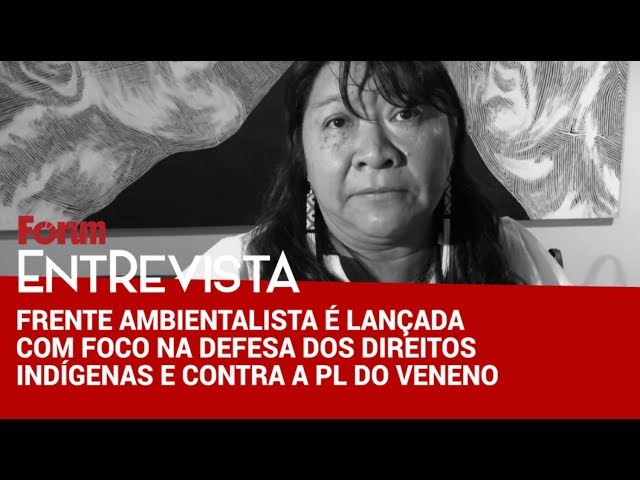 Forum
ENTREVISTA
FRENTE AMBIENTALISTA É LANÇADA
COM FOCO NA DEFESA DOS DIREITOS
INDÍGENAS E CONTRA A PL DO VENENO